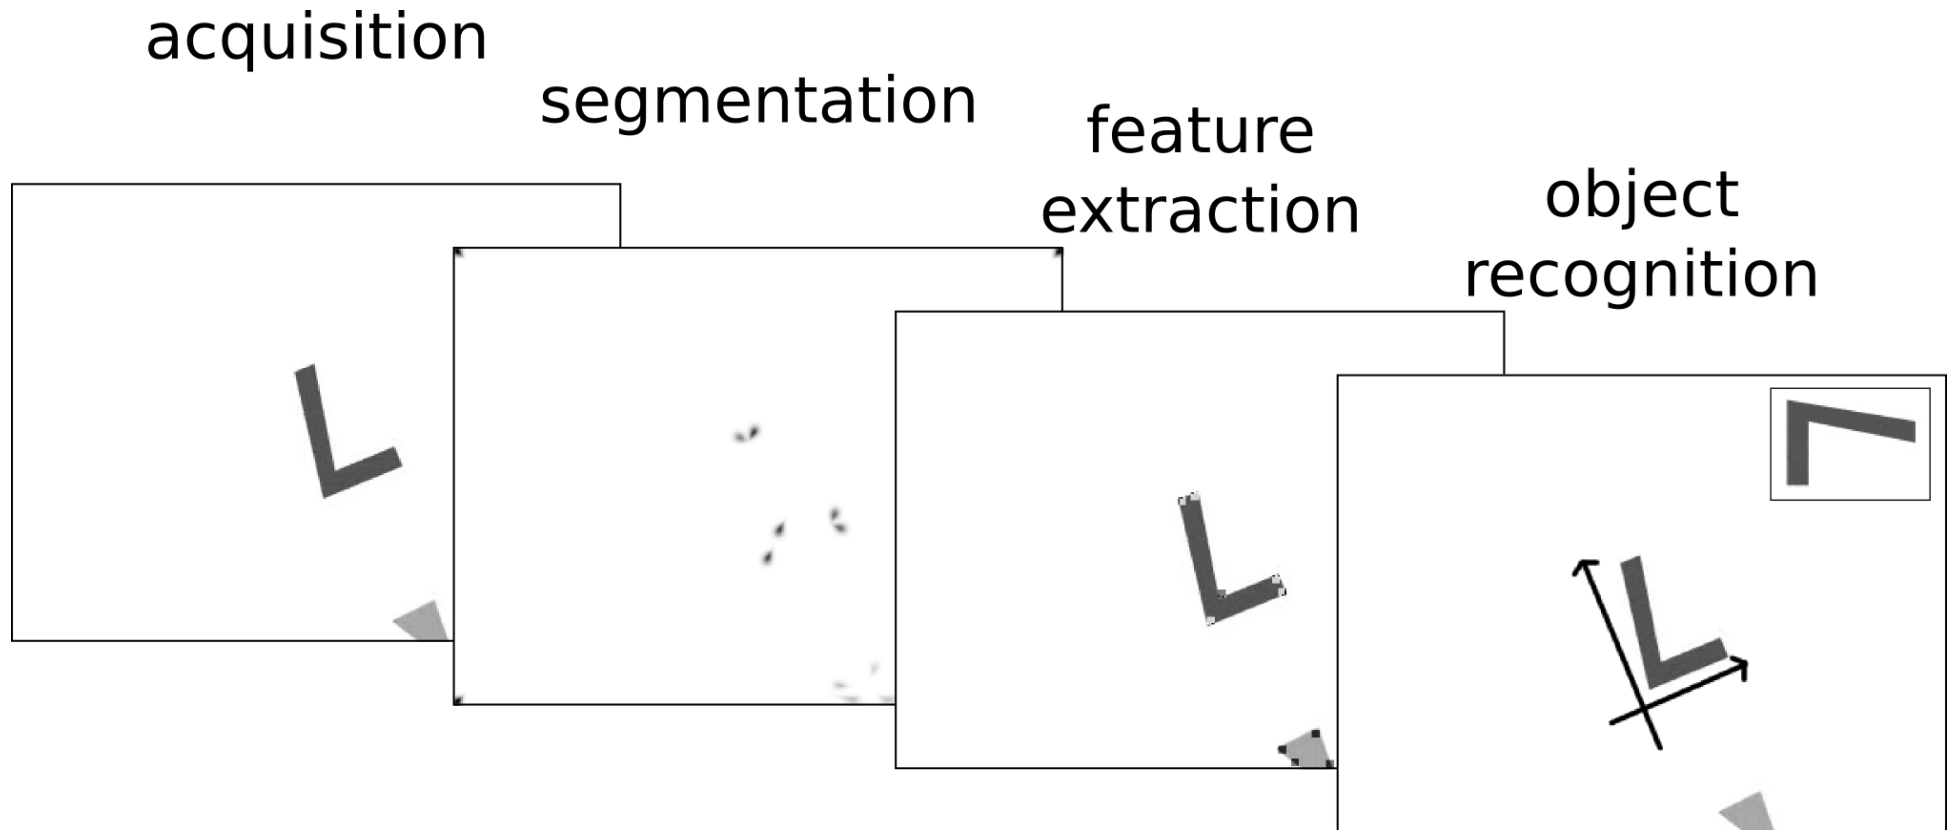 acquisition
segmentation
feature
extraction
object
recognition